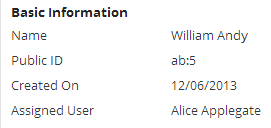 Basic Information
Name William Andy
Public ID ab:5
Created On 12/06/2013
Assigned User Alice Applegate